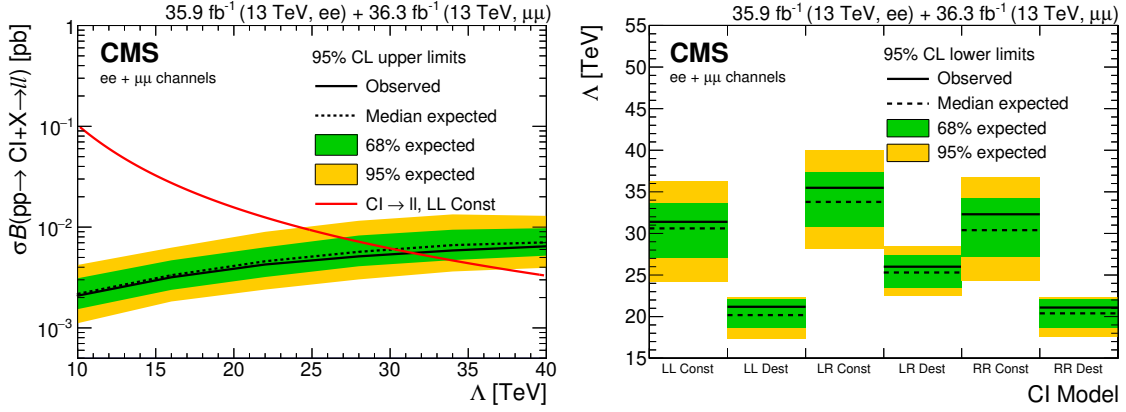 35.9 fb⁻¹ (13 TeV, ee) + 36.3 fb⁻¹ (13 TeV, μμ)
CMS
ee + μμ channels
95% CL upper limits
Observed
Median expected
68% expected
95% expected
CI → ll, LL Const
σB(pp → CI+X → ll) [pb]
1
10⁻¹
10⁻²
10⁻³
10 15 20 25 30 35 40
Λ [TeV]
35.9 fb⁻¹ (13 TeV, ee) + 36.3 fb⁻¹ (13 TeV, μμ)
CMS
ee + μμ channels
95% CL lower limits
Observed
Median expected
68% expected
95% expected
Λ [TeV]
55
50
45
40
35
30
25
20
15
LL Const LL Dest LR Const LR Dest RR Const RR Dest
CI Model